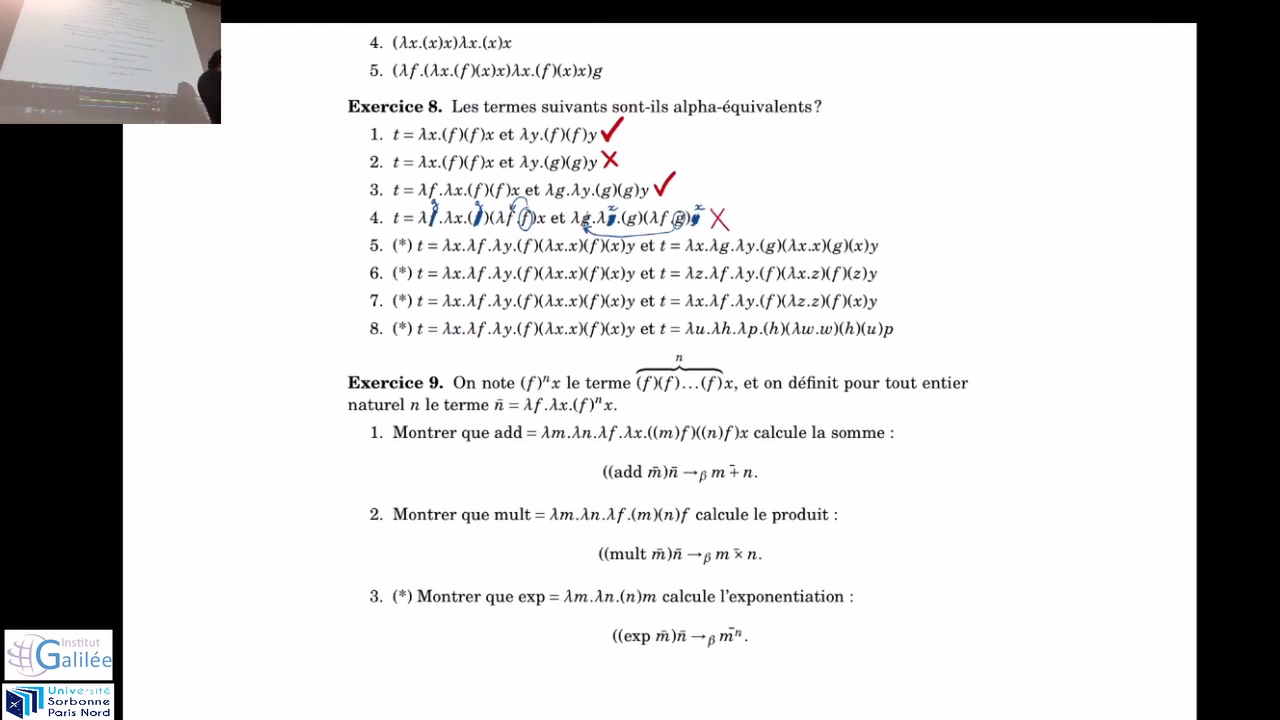 4. (λx.(x)x)λx.(x)x
5. (λf.(λx.(f)(x)x)λx.(f)(x)x)g
Exercice 8. Les termes suivants sont-ils alpha-équivalents ?
1. t = λx.(f)(f)x et λy.(f)(f)y ✓
2. t = λx.(f)(f)x et λy.(g)(g)y ✗
3. t = λf.λx.(f)(f)x et λg.λy.(g)(g)y ✓
4. t = λg.λx.(g)(λf f)x et λg.λx.(g)(λf g)x ✗
5. (*) t = λx.λf.λy.(f)(λx.x)(f)(x)y et t = λx.λg.λy.(g)(λx.x)(g)(x)y
6. (*) t = λx.λf.λy.(f)(λx.x)(f)(x)y et t = λz.λf.λy.(f)(λx.z)(f)(z)y
7. (*) t = λx.λf.λy.(f)(λx.x)(f)(x)y et t = λx.λf.λy.(f)(λz.z)(f)(x)y
8. (*) t = λx.λf.λy.(f)(λx.x)(f)(x)y et t = λu.λh.λp.(h)(λw.w)(h)(u)p
n
Exercice 9. On note (f)ⁿx le terme (f)(f)...(f)x, et on définit pour tout entier
naturel n le terme n̄ = λf.λx.(f)ⁿx.
1. Montrer que add = λm.λn.λf.λx.((m)f)((n)f)x calcule la somme :
((add m̄)n̄ →β m +̄ n.
2. Montrer que mult = λm.λn.λf.(m)(n)f calcule le produit :
((mult m̄)n̄ →β m ×̄ n.
3. (*) Montrer que exp = λm.λn.(n)m calcule l'exponentiation :
((exp m̄)n̄ →β m̄ⁿ.
Institut
Galilée
Université
Sorbonne
Paris Nord